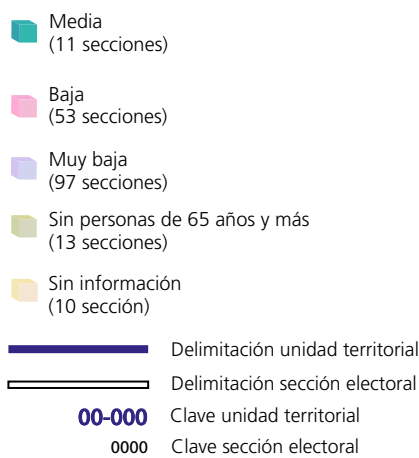 Media
(11 secciones)
Baja
(53 secciones)
Muy baja
(97 secciones)
Sin personas de 65 años y más
(13 secciones)
Sin información
(10 sección)
Delimitación unidad territorial
Delimitación sección electoral
00-000 Clave unidad territorial
0000 Clave sección electoral